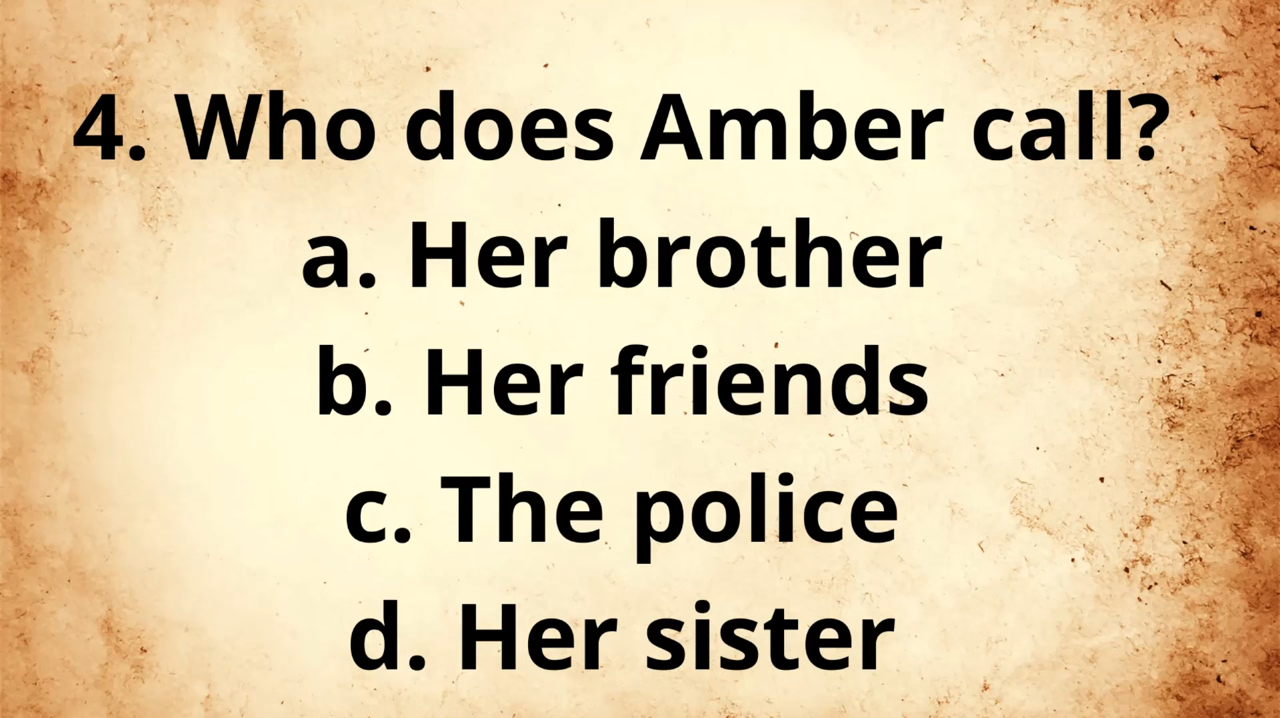 4. Who does Amber call?
a. Her brother
b. Her friends
c. The police
d. Her sister